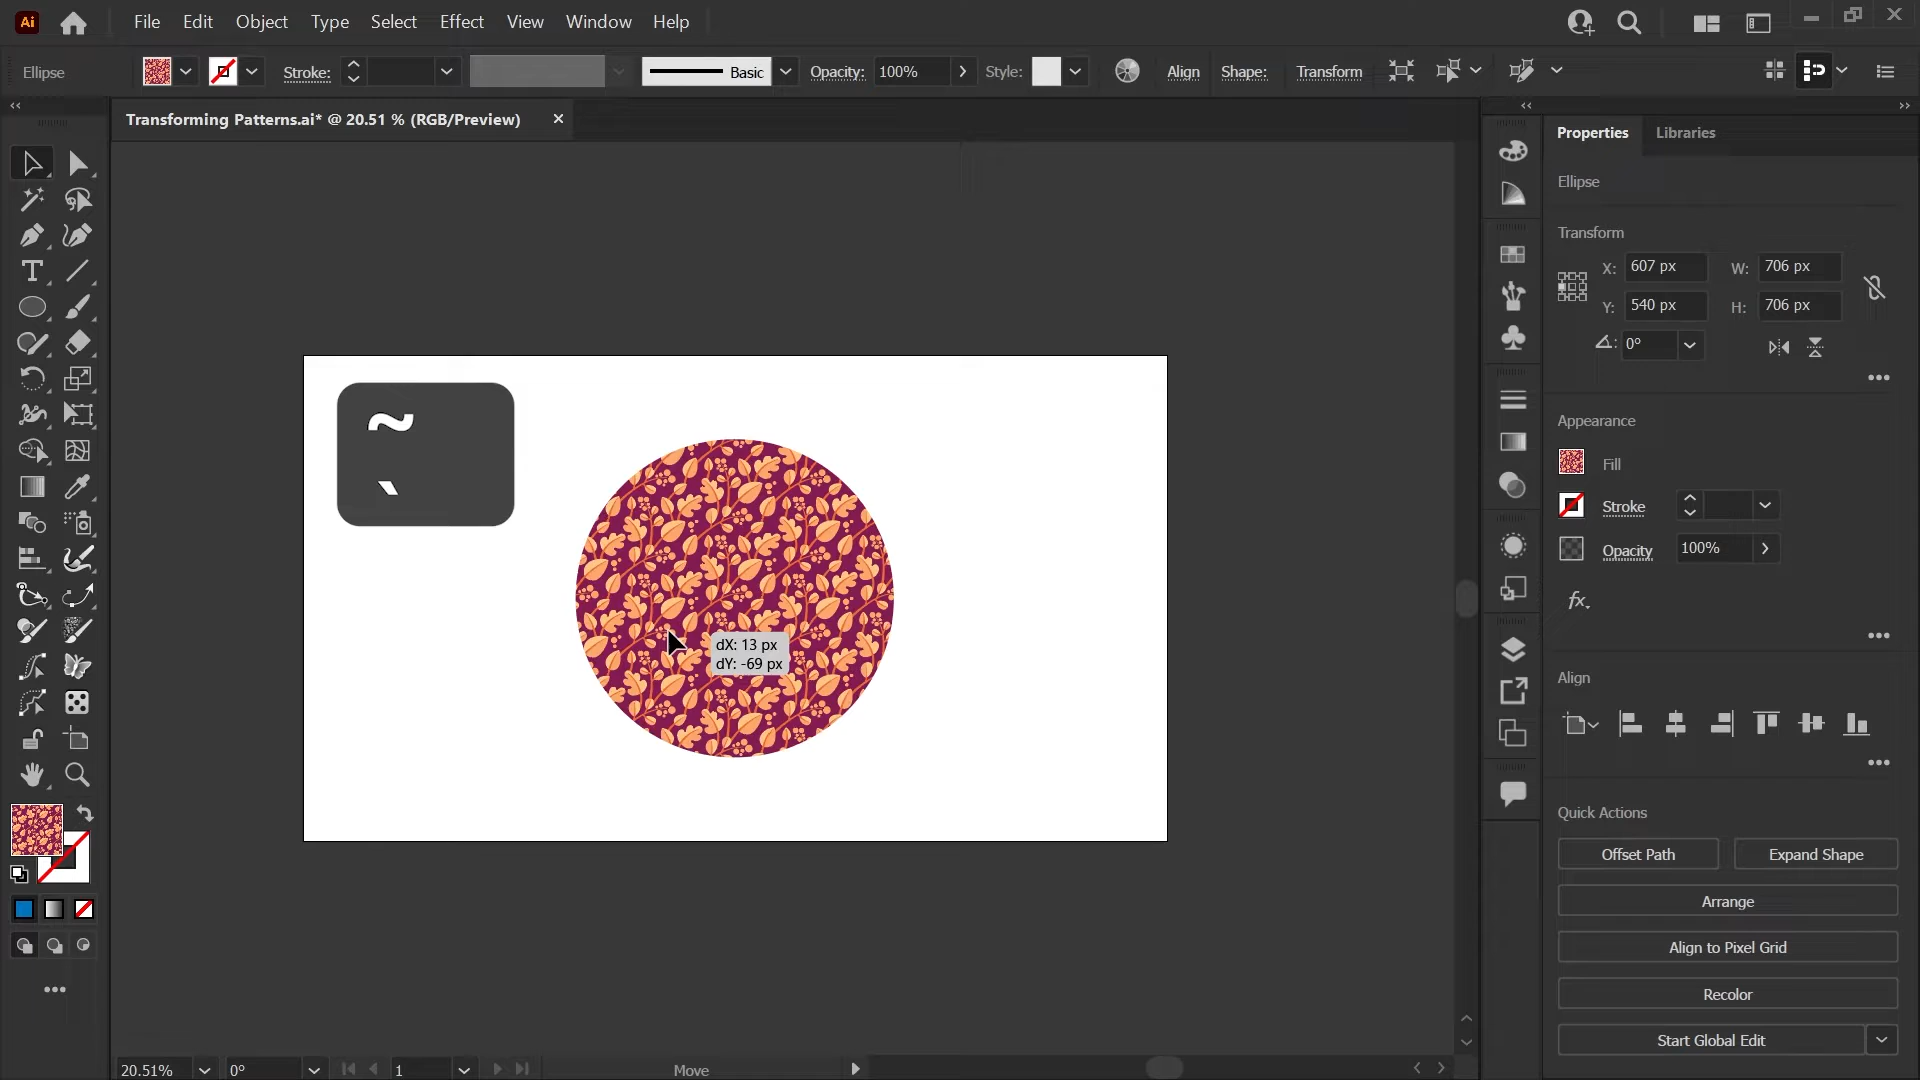 Ai File Edit Object Type Select Effect View Window Help
Ellipse Stroke: Basic Opacity: 100% Style: Align Shape: Transform
Transforming Patterns.ai* @ 20.51 % (RGB/Preview) ×
Properties Libraries
Ellipse
Transform
X: 607 px W: 706 px
Y: 540 px H: 706 px
0°
~
`
Appearance
Fill
Stroke
Opacity 100%
fx.
dX: 13 px
dY: -69 px
Align
Quick Actions
Offset Path Expand Shape
Arrange
Align to Pixel Grid
Recolor
Start Global Edit
20.51% 0° 1 Move